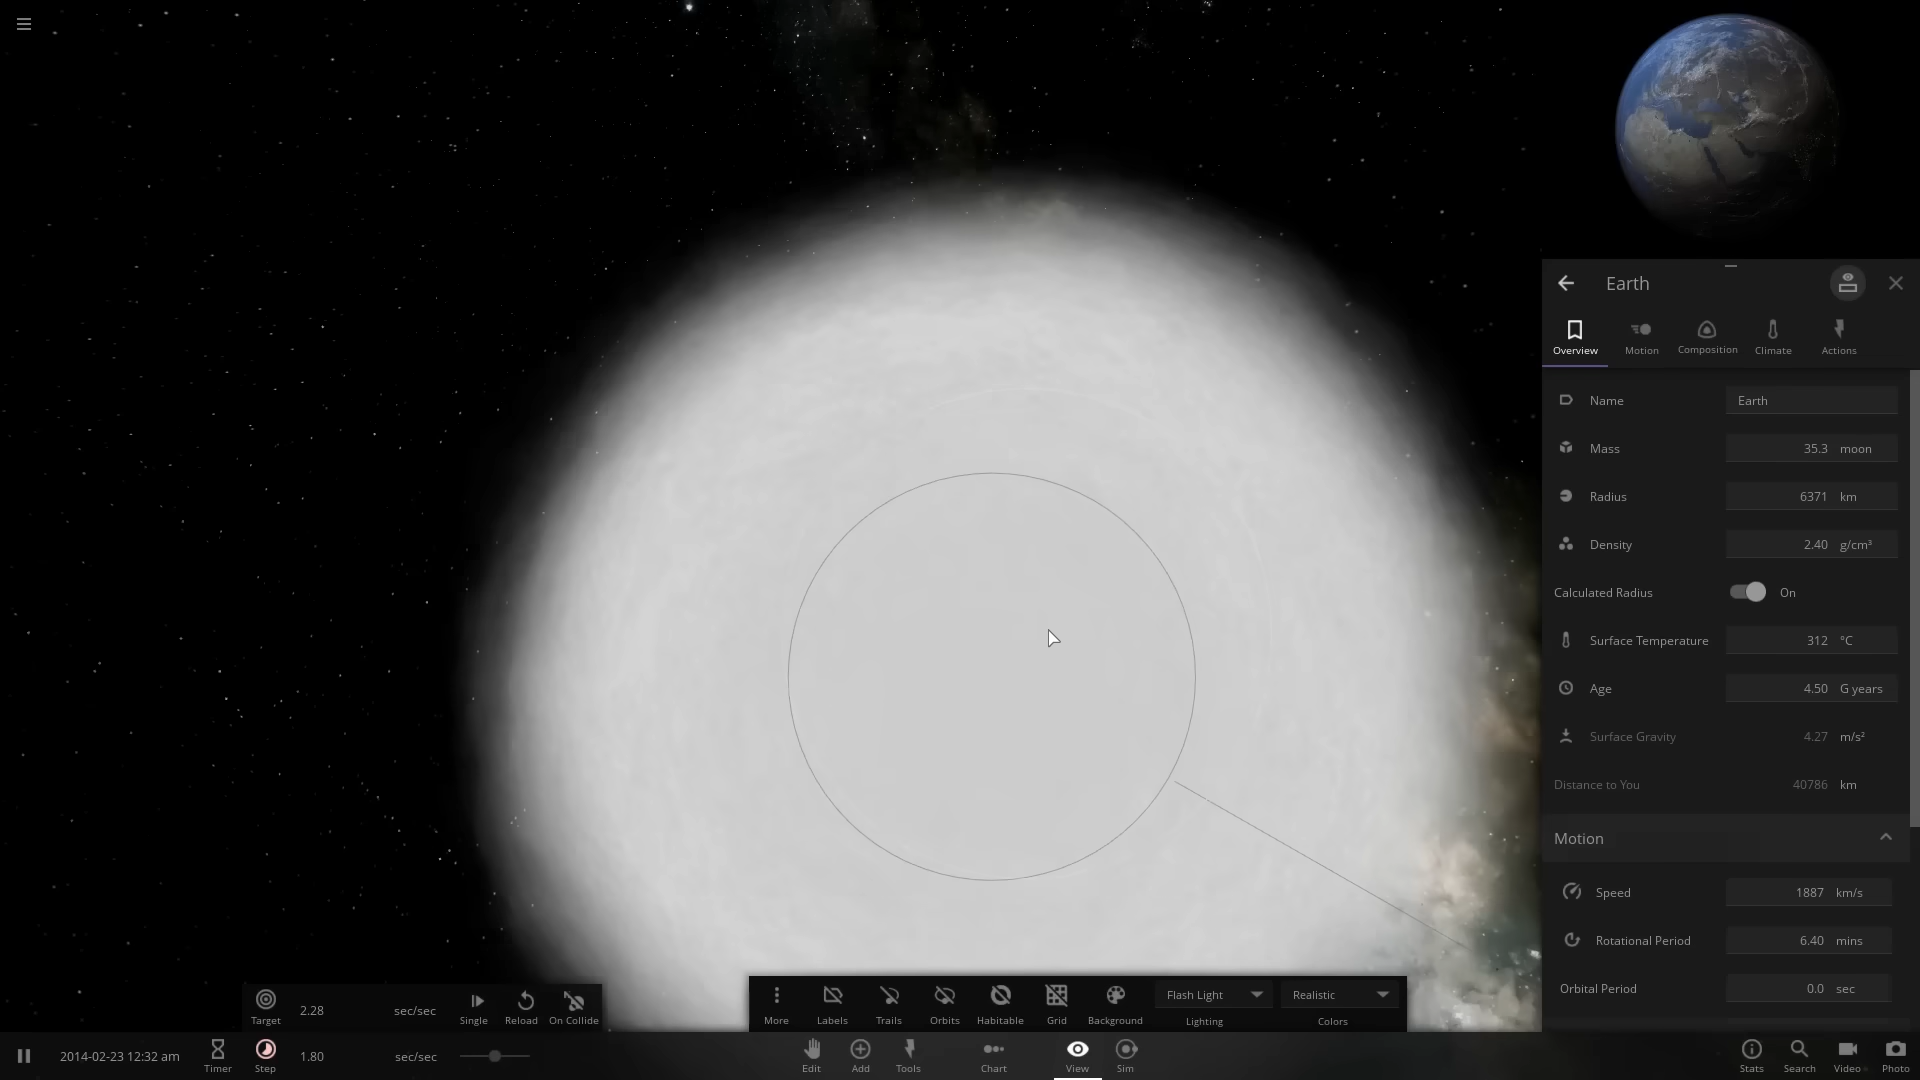 Earth
Overview
Motion
Composition
Climate
Actions
Name Earth
Mass 35.3 moon
Radius 6371 km
Density 2.40 g/cm³
Calculated Radius On
Surface Temperature 312 °C
Age 4.50 G years
Surface Gravity 4.27 m/s²
Distance to You 40786 km
Motion
Speed 1887 km/s
Rotational Period 6.40 mins
Orbital Period 0.0 sec
Target
2.28 sec/sec
Single
Reload
On Collide
More
Labels
Trails
Orbits
Habitable
Grid
Background
Flash Light
Lighting
Realistic
Colors
2014-02-23 12:32 am
Timer
Step
1.80 sec/sec
Edit
Add
Tools
Chart
View
Sim
Stats
Search
Video
Photo